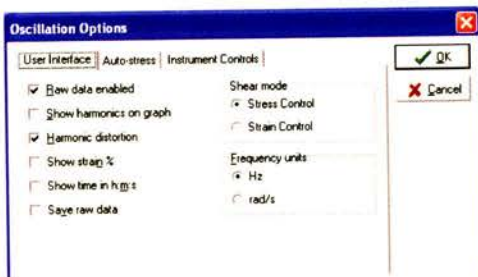 Oscillation Options
User Interface
Auto-stress
Instrument Controls
Raw data enabled
Show harmonics on graph
Harmonic distortion
Show strain %
Show time in h:m:s
Save raw data
Shear mode
Stress Control
Strain Control
Frequency units
Hz
rad/s
OK
Cancel